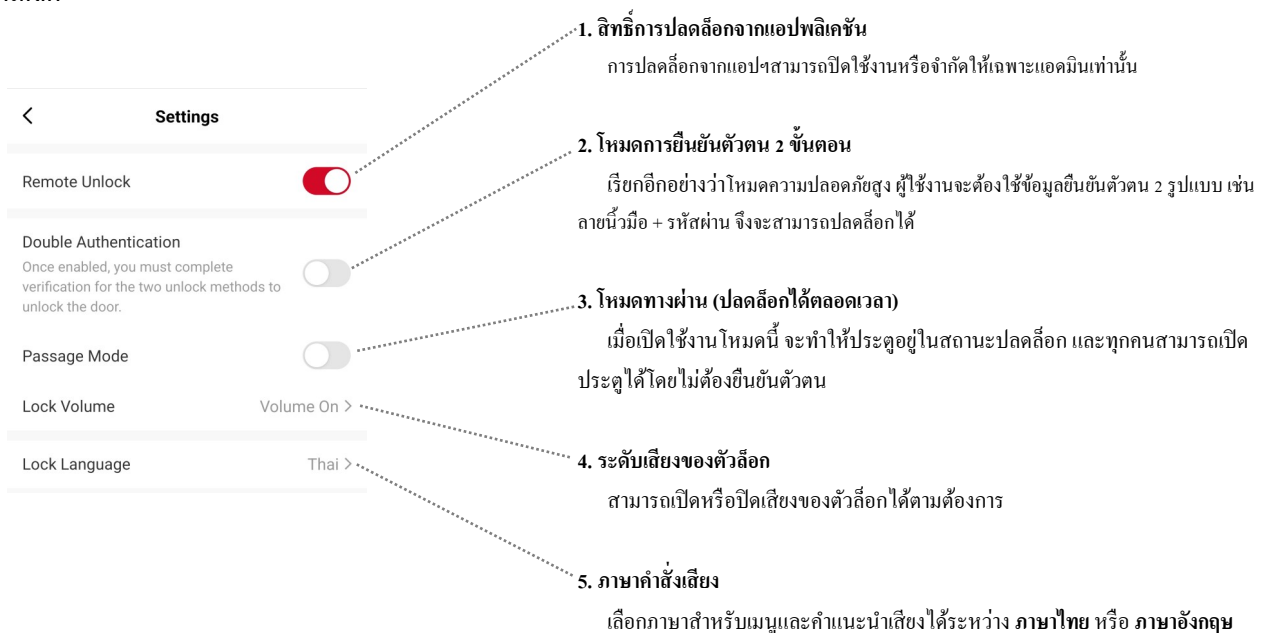 1. สิทธิ์การปลดล็อกจากแอปพลิเคชัน
การปลดล็อกจากแอปฯสามารถปิดใช้งานหรือจำกัดให้เฉพาะแอดมินเท่านั้น
Settings
Remote Unlock
2. โหมดการยืนยันตัวตน 2 ขั้นตอน
เรียกอีกอย่างว่าโหมดความปลอดภัยสูง ผู้ใช้งานจะต้องใช้ข้อมูลยืนยันตัวตน 2 รูปแบบ เช่น
ลายนิ้วมือ + รหัสผ่าน จึงจะสามารถปลดล็อกได้
Double Authentication
Once enabled, you must complete
verification for the two unlock methods to
unlock the door.
3. โหมดทางผ่าน (ปลดล็อกได้ตลอดเวลา)
เมื่อเปิดใช้งานโหมดนี้ จะทำให้ประตูอยู่ในสถานะปลดล็อก และทุกคนสามารถเปิด
ประตูได้โดยไม่ต้องยืนยันตัวตน
Passage Mode
Lock Volume Volume On >
4. ระดับเสียงของตัวล็อก
สามารถเปิดหรือปิดเสียงของตัวล็อกได้ตามต้องการ
Lock Language Thai >
5. ภาษาคำสั่งเสียง
เลือกภาษาสำหรับเมนูและคำแนะนำเสียงได้ระหว่าง ภาษาไทย หรือ ภาษาอังกฤษ